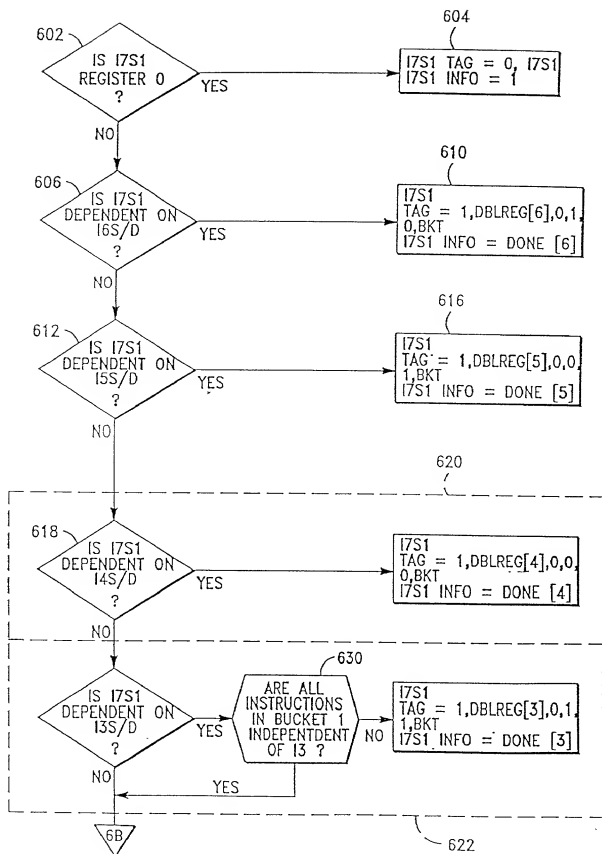 602
IS I7S1
REGISTER 0
?
YES
NO
604
I7S1 TAG = 0, I7S1
I7S1 INFO = 1
606
IS I7S1
DEPENDENT ON
I6S/D
?
YES
NO
610
I7S1
TAG = 1,DBLREG[6],0,1,
0,BKT
I7S1 INFO = DONE [6]
612
IS I7S1
DEPENDENT ON
I5S/D
?
YES
NO
616
I7S1
TAG = 1,DBLREG[5],0,0,
1,BKT
I7S1 INFO = DONE [5]
620
618
IS I7S1
DEPENDENT ON
I4S/D
?
YES
NO
I7S1
TAG = 1,DBLREG[4],0,0,
0,BKT
I7S1 INFO = DONE [4]
630
IS I7S1
DEPENDENT ON
I3S/D
?
YES
NO
ARE ALL
INSTRUCTIONS
IN BUCKET 1
INDEPENTDENT
OF I3 ?
NO
YES
I7S1
TAG = 1,DBLREG[3],0,1,
1,BKT
I7S1 INFO = DONE [3]
6B
622